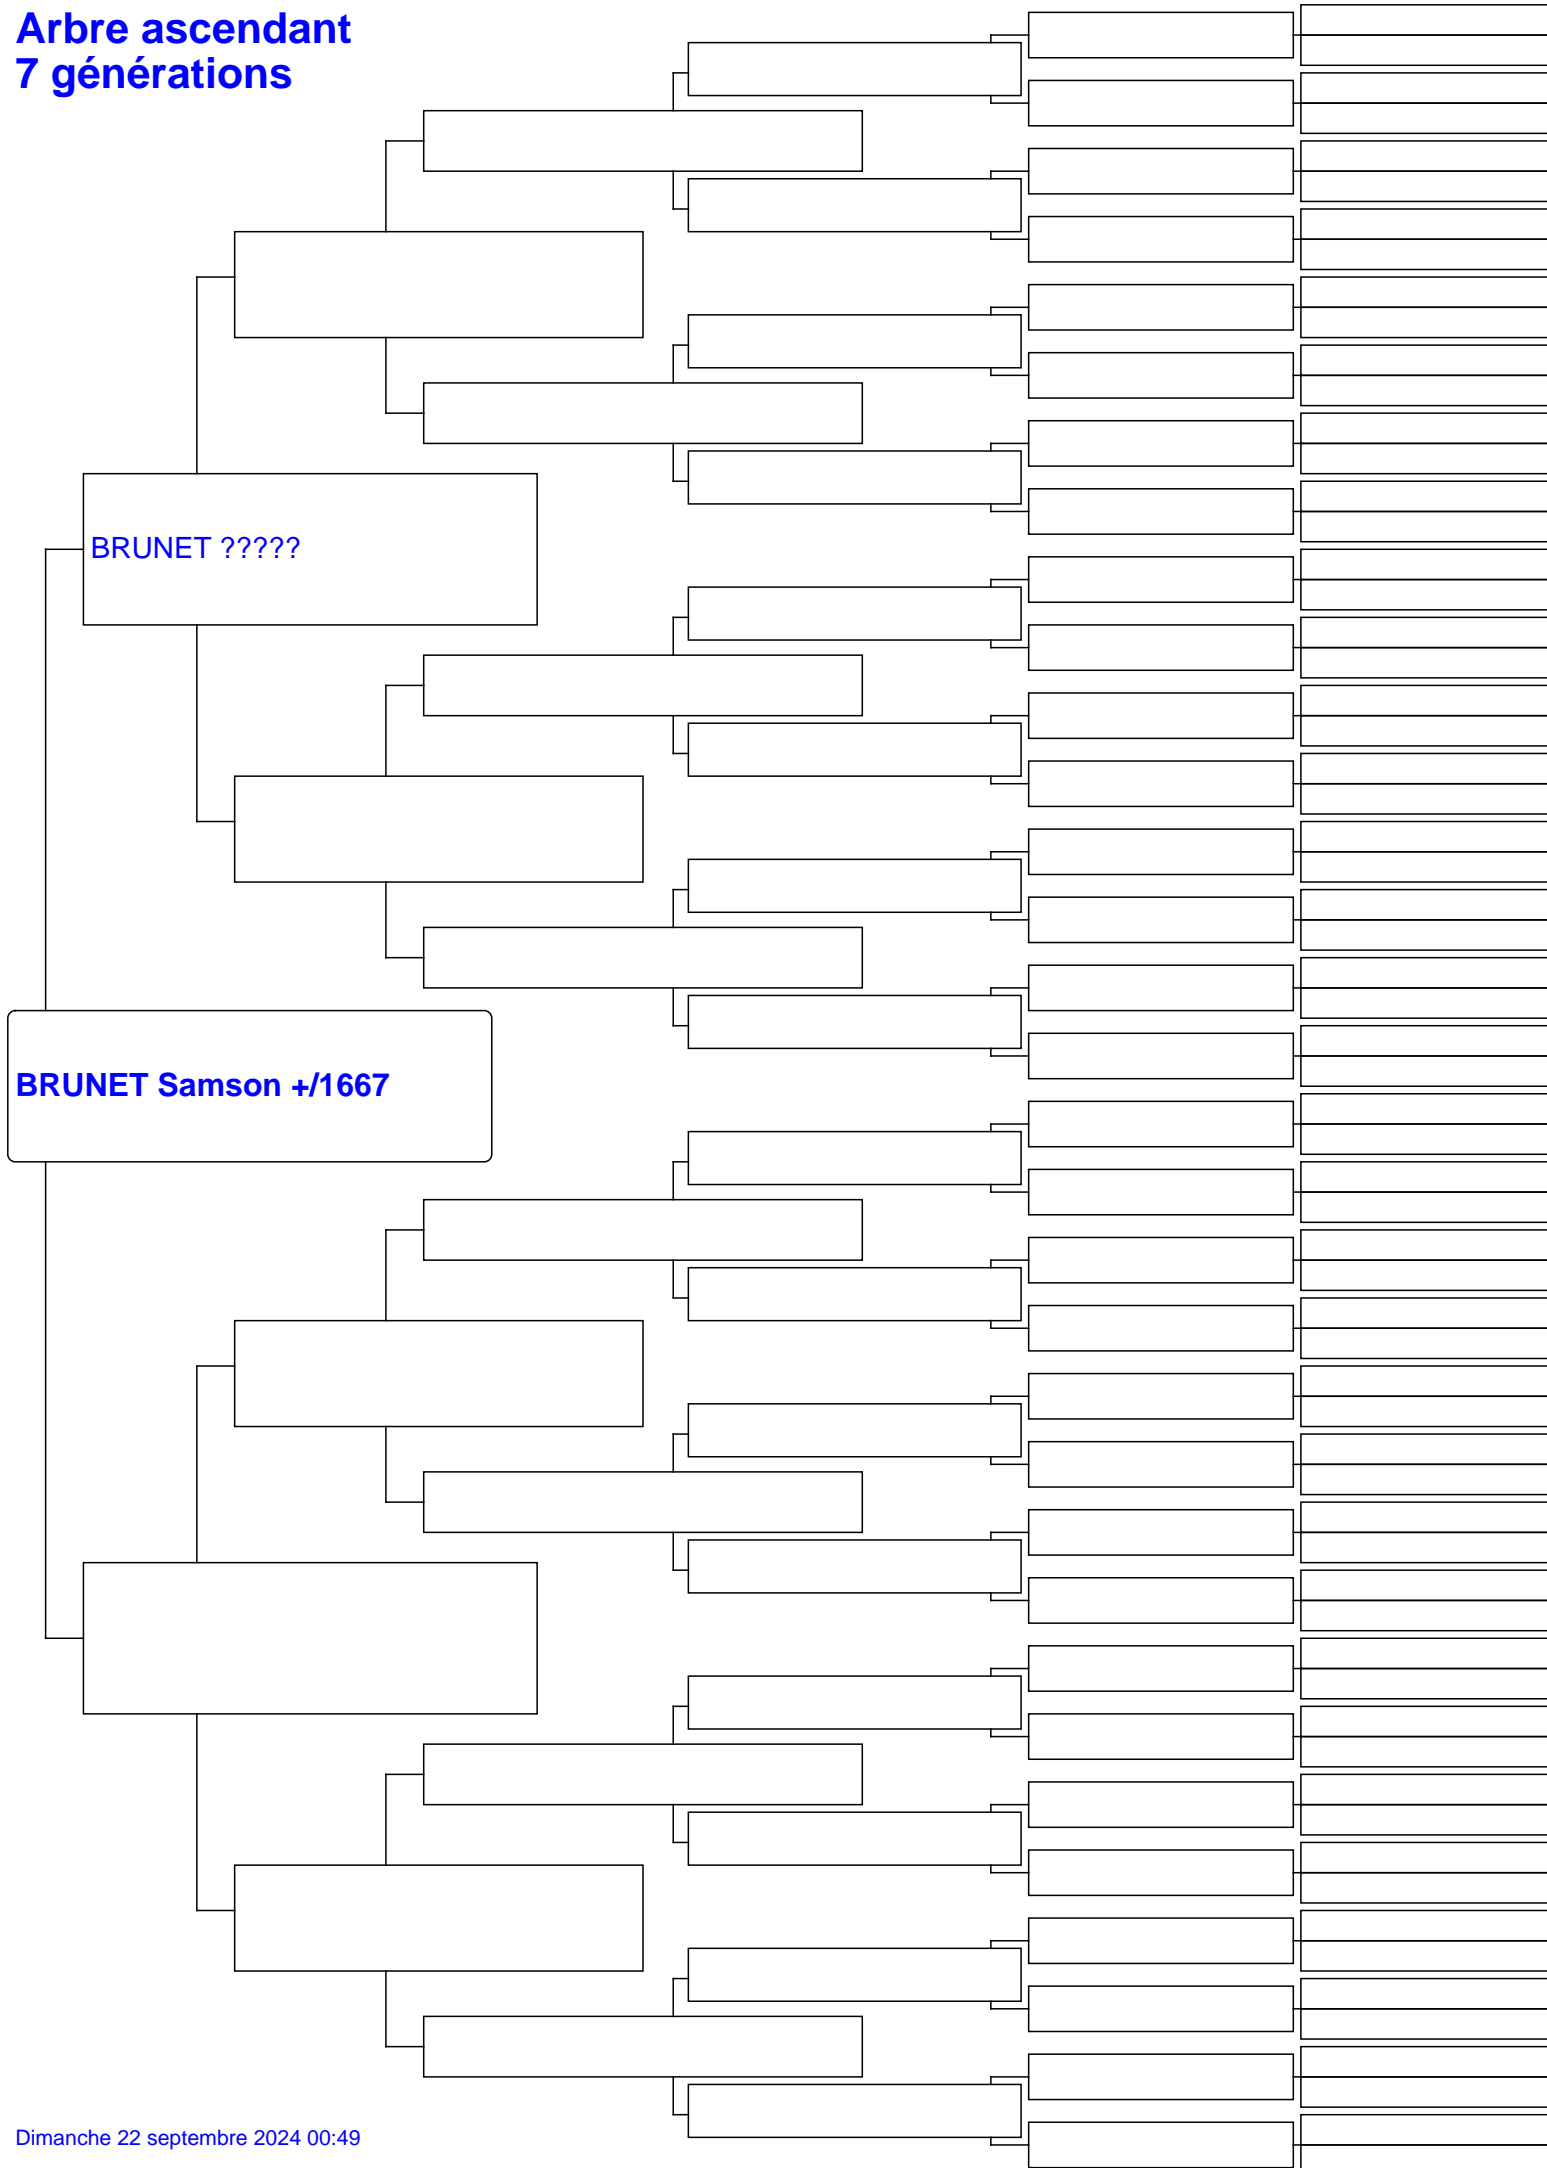 Arbre ascendant
7 générations
BRUNET ?????
BRUNET Samson +/1667
Dimanche 22 septembre 2024 00:49